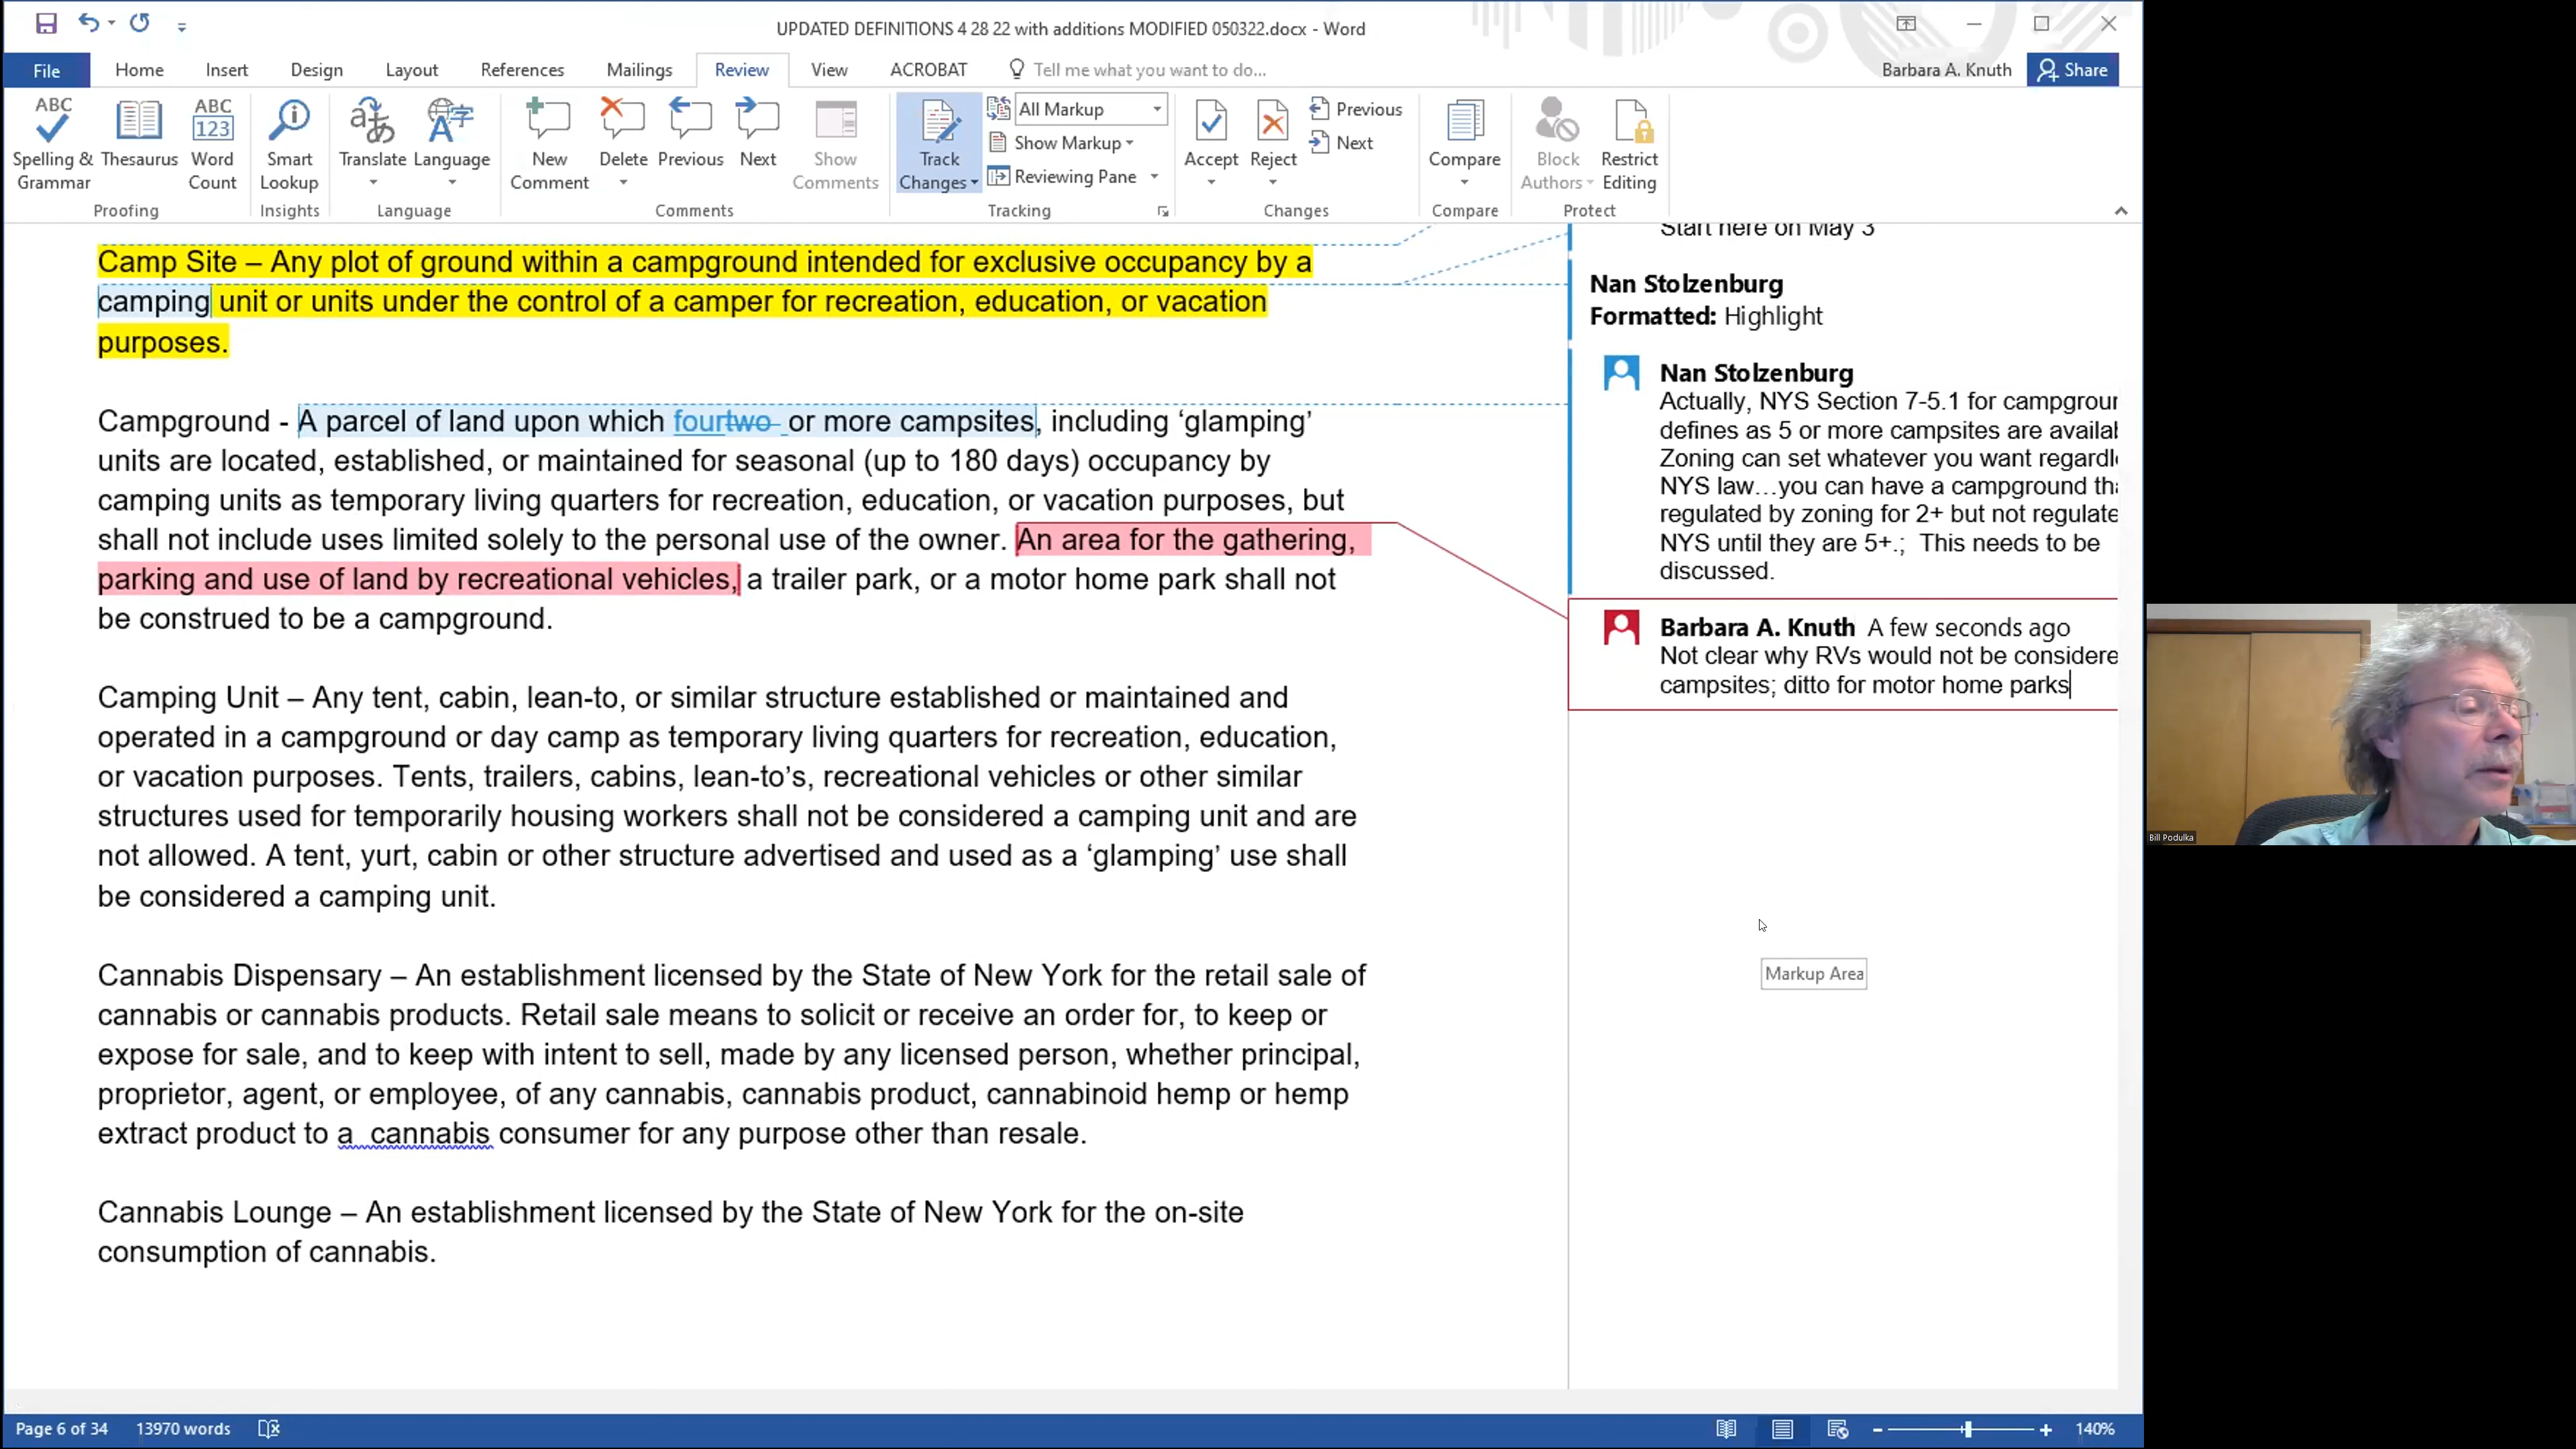 UPDATED DEFINITIONS 4 28 22 with additions MODIFIED 050322.docx - Word
File Home Insert Design Layout References Mailings Review View ACROBAT Tell me what you want to do... Barbara A. Knuth Share
ABC
Spelling & Grammar
Thesaurus
ABC
123
Word Count
Proofing
Smart Lookup
Insights
Translate
Language
Language
New Comment
Delete
Previous
Next
Show Comments
Comments
Track Changes
All Markup
Show Markup
Reviewing Pane
Tracking
Accept
Reject
Previous
Next
Changes
Compare
Compare
Block Authors
Restrict Editing
Protect
Camp Site – Any plot of ground within a campground intended for exclusive occupancy by a
camping unit or units under the control of a camper for recreation, education, or vacation
purposes.
Campground - A parcel of land upon which fourtwo or more campsites, including ‘glamping’
units are located, established, or maintained for seasonal (up to 180 days) occupancy by
camping units as temporary living quarters for recreation, education, or vacation purposes, but
shall not include uses limited solely to the personal use of the owner. An area for the gathering,
parking and use of land by recreational vehicles, a trailer park, or a motor home park shall not
be construed to be a campground.
Camping Unit – Any tent, cabin, lean-to, or similar structure established or maintained and
operated in a campground or day camp as temporary living quarters for recreation, education,
or vacation purposes. Tents, trailers, cabins, lean-to’s, recreational vehicles or other similar
structures used for temporarily housing workers shall not be considered a camping unit and are
not allowed. A tent, yurt, cabin or other structure advertised and used as a ‘glamping’ use shall
be considered a camping unit.
Cannabis Dispensary – An establishment licensed by the State of New York for the retail sale of
cannabis or cannabis products. Retail sale means to solicit or receive an order for, to keep or
expose for sale, and to keep with intent to sell, made by any licensed person, whether principal,
proprietor, agent, or employee, of any cannabis, cannabis product, cannabinoid hemp or hemp
extract product to a cannabis consumer for any purpose other than resale.
Cannabis Lounge – An establishment licensed by the State of New York for the on-site
consumption of cannabis.
Start here on May 3
Nan Stolzenburg
Formatted: Highlight
Nan Stolzenburg
Actually, NYS Section 7-5.1 for campgrour
defines as 5 or more campsites are availab
Zoning can set whatever you want regardl
NYS law...you can have a campground tha
regulated by zoning for 2+ but not regulate
NYS until they are 5+.; This needs to be
discussed.
Barbara A. Knuth A few seconds ago
Not clear why RVs would not be considere
campsites; ditto for motor home parks
Markup Area
Bill Podulka
Page 6 of 34 13970 words 140%